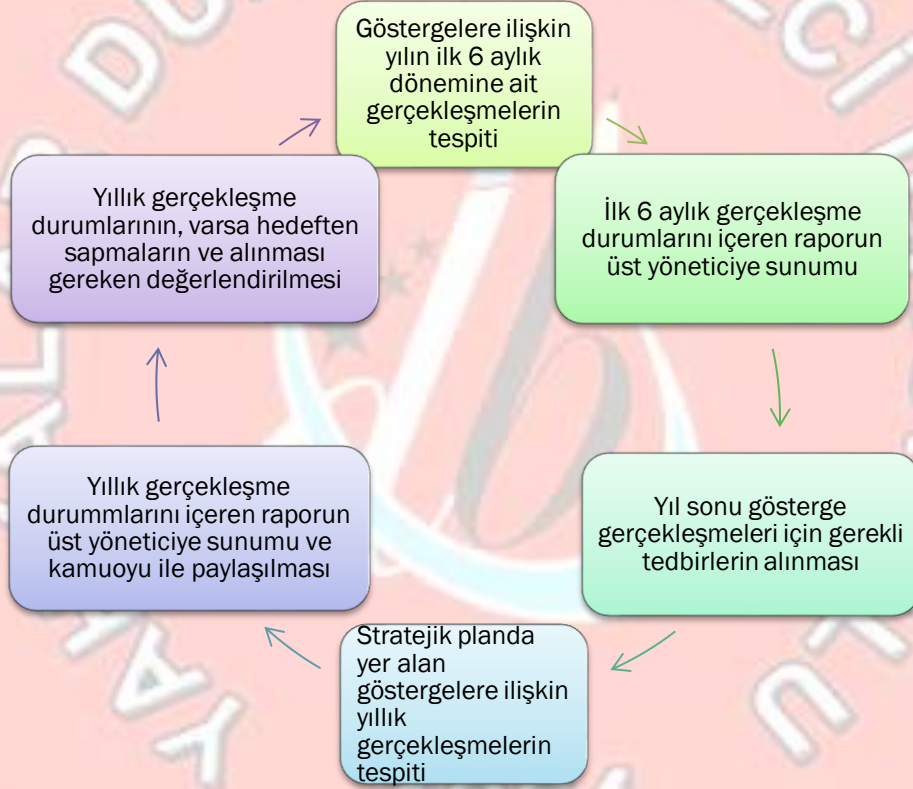 Göstergelere ilişkin
yılın ilk 6 aylık
dönemine ait
gerçekleşmelerin
tespiti
İlk 6 aylık gerçekleşme
durumlarını içeren raporun
üst yöneticiye sunumu
Yıl sonu gösterge
gerçekleşmeleri için gerekli
tedbirlerin alınması
Stratejik planda
yer alan
göstergelere ilişkin
yıllık
gerçekleşmelerin
tespiti
Yıllık gerçekleşme
durummlarını içeren raporun
üst yöneticiye sunumu ve
kamuoyu ile paylaşılması
Yıllık gerçekleşme
durumlarının, varsa hedeften
sapmaların ve alınması
gereken değerlendirilmesi